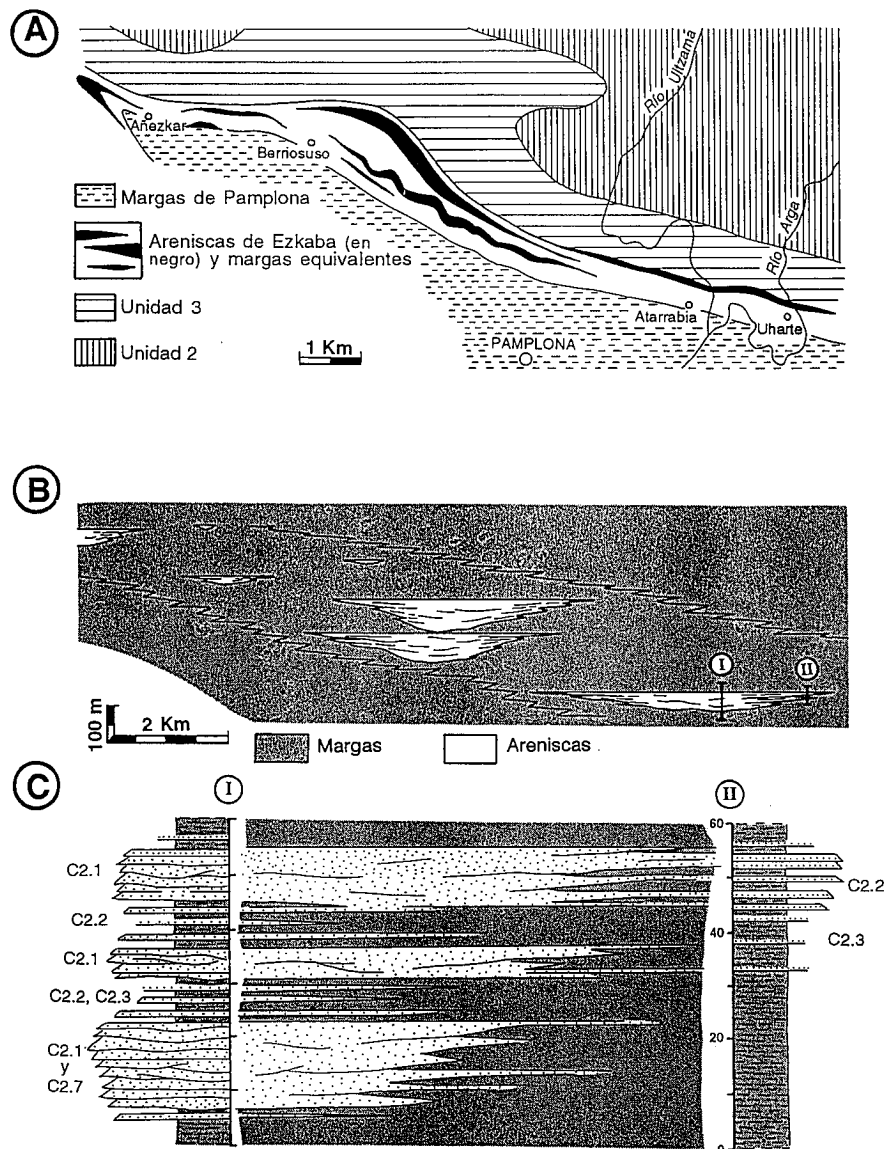 A
Río Ultzama
Río Arga
Añezkar
Berriosuso
Margas de Pamplona
Areniscas de Ezkaba (en
negro) y margas equivalentes
Unidad 3
Unidad 2
1 Km
Atarrabia
Uharte
PAMPLONA
B
I
II
100 m
2 Km
Margas
Areniscas
C
I
II
60
C2.1
C2.2
C2.2
40
C2.3
C2.1
C2.2, C2.3
20
C2.1
y
C2.7
0